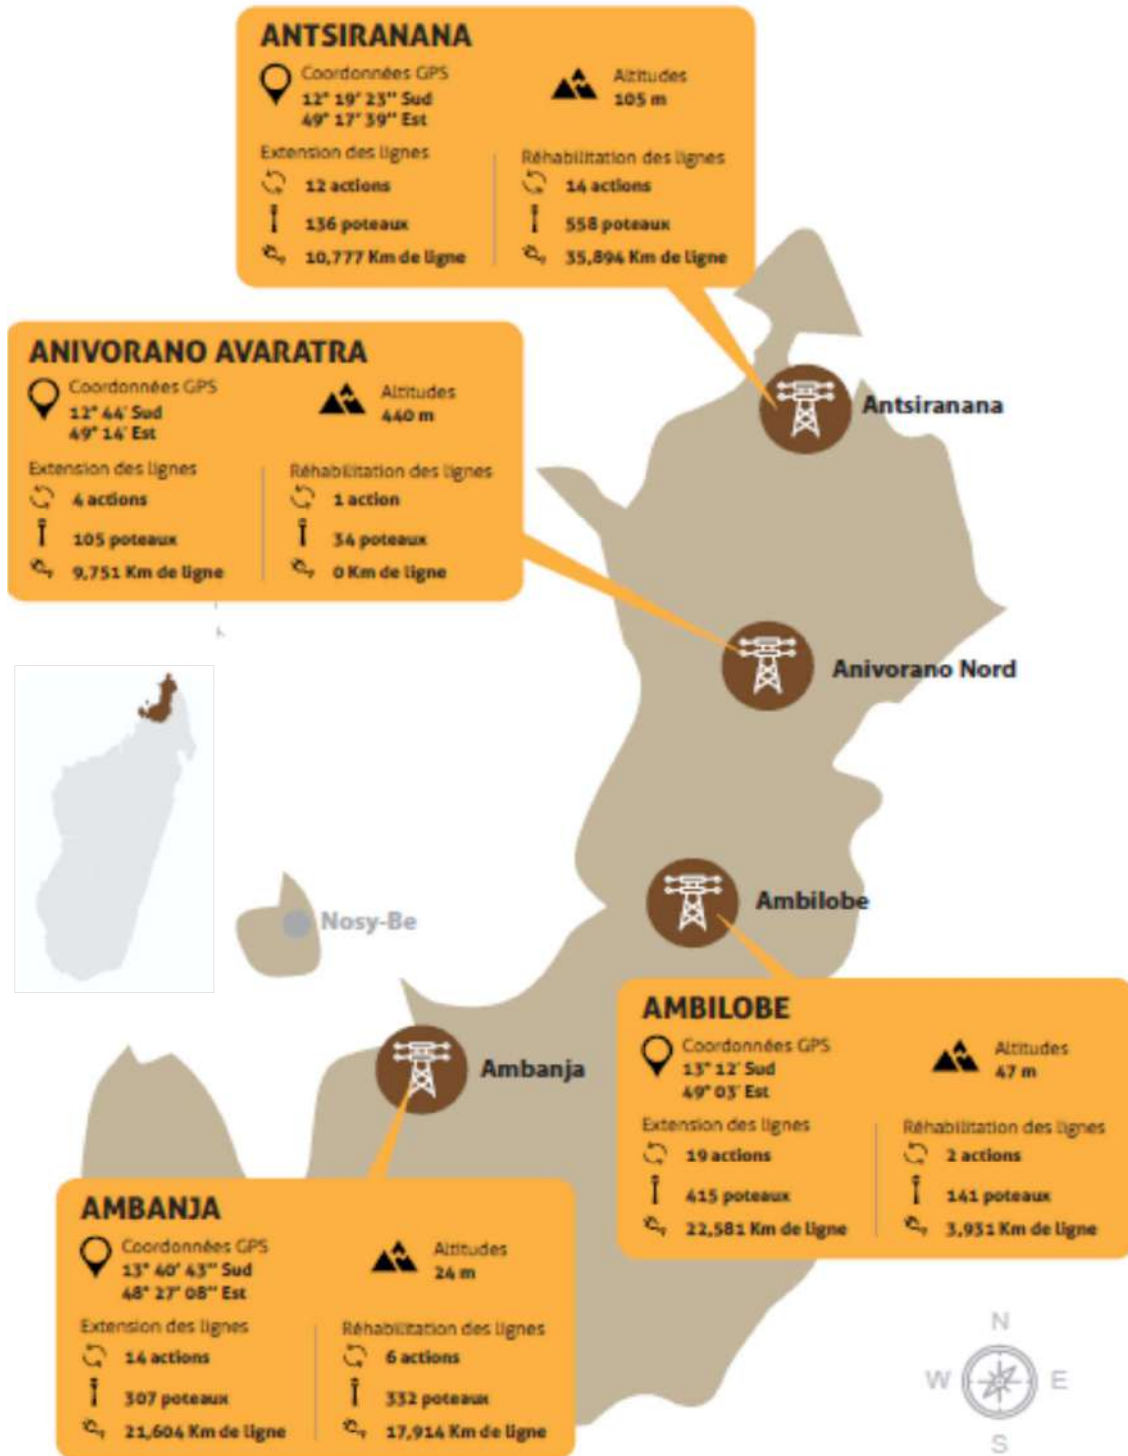 ANTSIRANANA
Coordonnées GPS
12° 19' 23'' Sud
49° 17' 39'' Est
Altitudes
105 m
Extension des lignes
12 actions
136 poteaux
10,777 Km de ligne
Réhabilitation des lignes
14 actions
558 poteaux
35,894 Km de ligne
ANIVORANO AVARATRA
Coordonnées GPS
12° 44' Sud
49° 14' Est
Altitudes
440 m
Extension des lignes
4 actions
105 poteaux
9,751 Km de ligne
Réhabilitation des lignes
1 action
34 poteaux
0 Km de ligne
Antsiranana
Anivorano Nord
Ambilobe
Nosy-Be
Ambanja
AMBILOBE
Coordonnées GPS
13° 12' Sud
49° 03' Est
Altitudes
47 m
Extension des lignes
19 actions
415 poteaux
22,581 Km de ligne
Réhabilitation des lignes
2 actions
141 poteaux
3,931 Km de ligne
AMBANJA
Coordonnées GPS
13° 40' 43'' Sud
48° 27' 08'' Est
Altitudes
24 m
Extension des lignes
14 actions
307 poteaux
21,604 Km de ligne
Réhabilitation des lignes
6 actions
332 poteaux
17,914 Km de ligne
N
W E
S